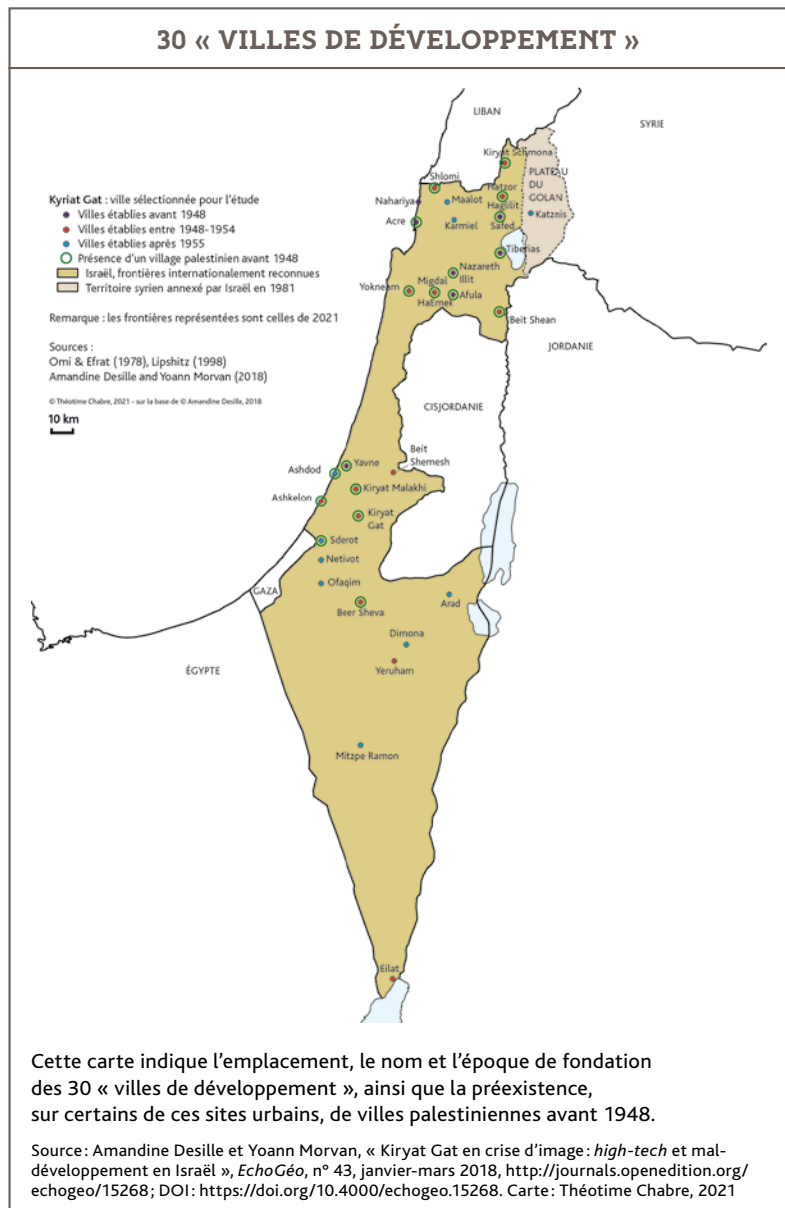 30 « VILLES DE DÉVELOPPEMENT »
LIBAN
SYRIE
Kiryat Schmona
PLATEAU
DU
GOLAN
Shlomi
Hatzor
Haglilit
Kyriat Gat : ville sélectionnée pour l'étude
Villes établies avant 1948
Villes établies entre 1948-1954
Villes établies après 1955
Présence d'un village palestinien avant 1948
Israël, frontières internationalement reconnues
Territoire syrien annexé par Israël en 1981
Remarque : les frontières représentées sont celles de 2021
Sources :
Omi & Efrat (1978), Lipshitz (1998)
Amandine Desille and Yoann Morvan (2018)
© Théotime Chabre, 2021 - sur la base de © Amandine Desille, 2018
10 km
Nahariya
Maalot
Katznis
Acre
Karmiel
Safed
Tiberias
Nazareth
Illit
Yokneam
Migdal
HaEmek
Afula
Beit Shean
JORDANIE
CISJORDANIE
Beit
Shemesh
Yavne
Ashdod
Kiryat Malakhi
Ashkelon
Kiryat
Gat
Sderot
Netivot
GAZA
Ofaqim
Arad
Beer Sheva
Dimona
Yeruham
ÉGYPTE
Mitzpe Ramon
Eilat
Cette carte indique l'emplacement, le nom et l'époque de fondation
des 30 « villes de développement », ainsi que la préexistence,
sur certains de ces sites urbains, de villes palestiniennes avant 1948.
Source : Amandine Desille et Yoann Morvan, « Kiryat Gat en crise d'image : high-tech et mal-
développement en Israël », EchoGéo, n° 43, janvier-mars 2018, http://journals.openedition.org/
echogeo/15268 ; DOI : https://doi.org/10.4000/echogeo.15268. Carte : Théotime Chabre, 2021